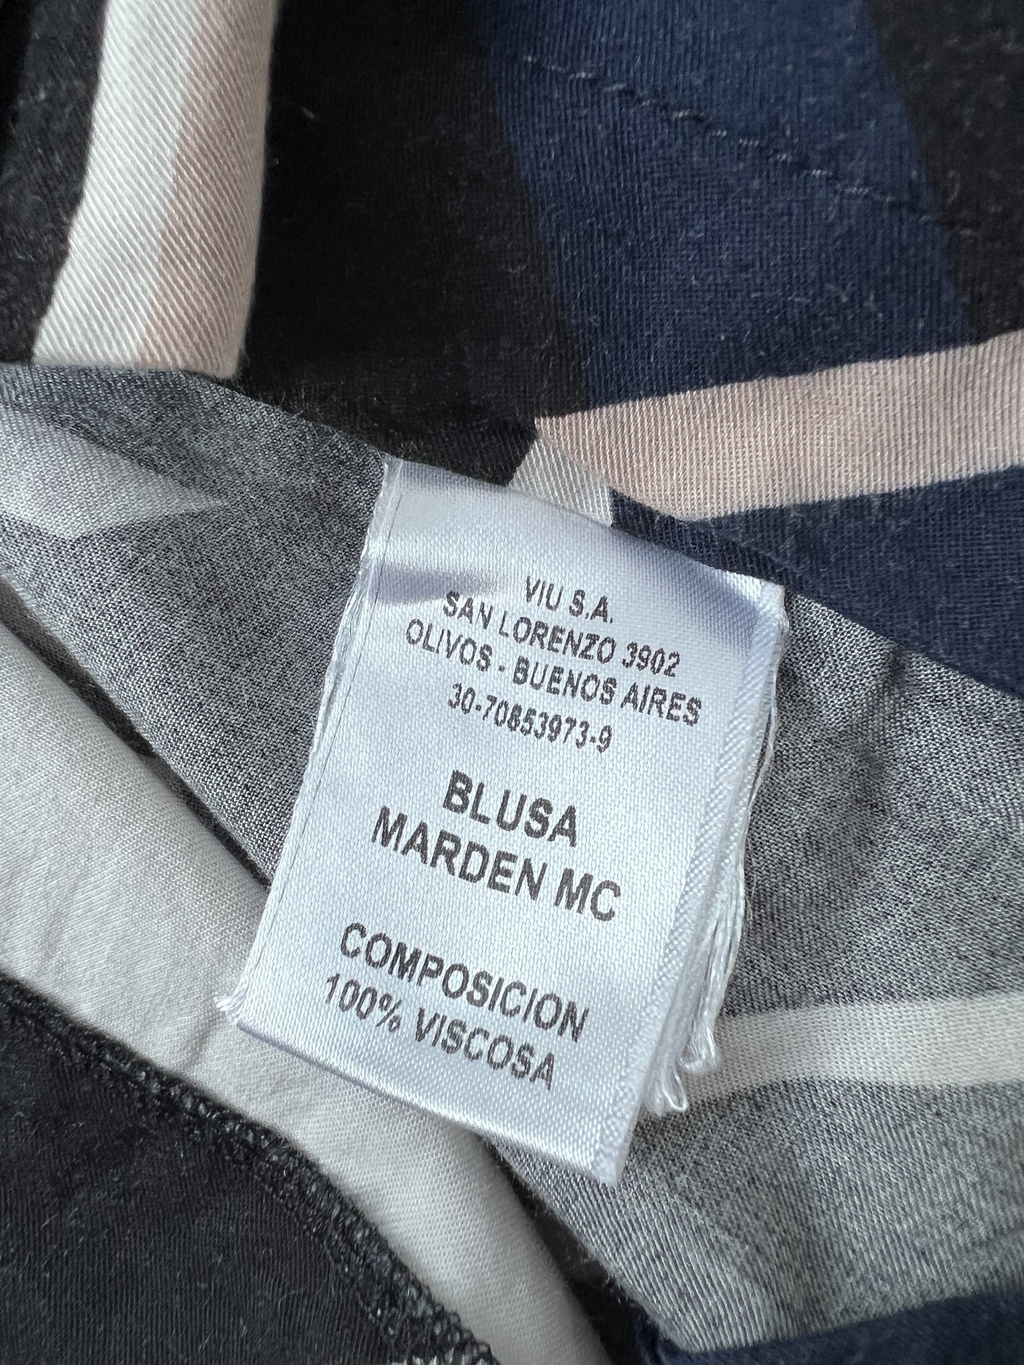 VIU S.A.
SAN LORENZO 3902
OLIVOS - BUENOS AIRES
30-70853973-9
BLUSA
MARDEN MC
COMPOSICION
100% VISCOSA